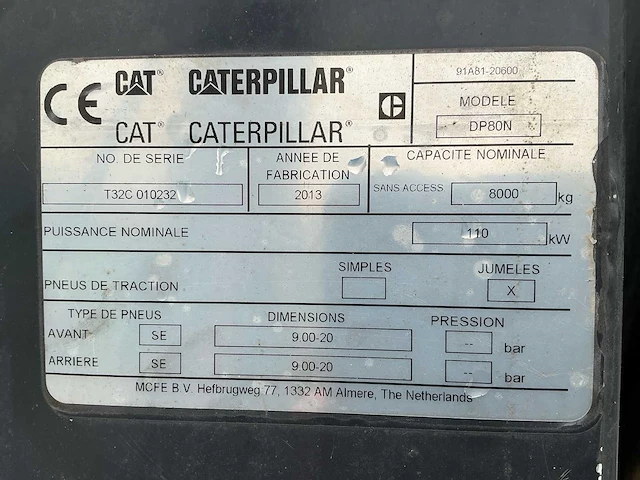 CE CAT CATERPILLAR
CAT CATERPILLAR
91A81-20600
MODELE
DP80N
NO. DE SERIE
T32C 010232
ANNEE DE
FABRICATION
2013
CAPACITE NOMINALE
SANS ACCESS 8000 kg
PUISSANCE NOMINALE 110 kW
SIMPLES JUMELES
PNEUS DE TRACTION X
TYPE DE PNEUS DIMENSIONS PRESSION
AVANT SE 9.00-20 -- bar
ARRIERE SE 9.00-20 -- bar
MCFE B.V. Hefbrugweg 77, 1332 AM Almere, The Netherlands